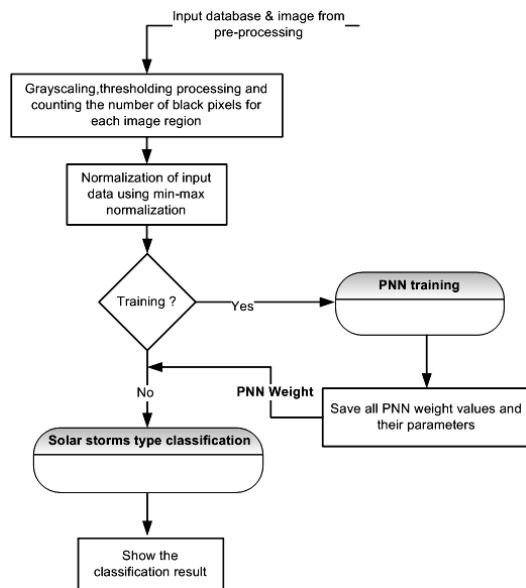 Input database & image from
pre-processing
Grayscaling,thresholding processing and
counting the number of black pixels for
each image region
Normalization of input
data using min-max
normalization
Training ?
Yes
PNN training
No
PNN Weight
Save all PNN weight values and
their parameters
Solar storms type classification
Show the
classification result